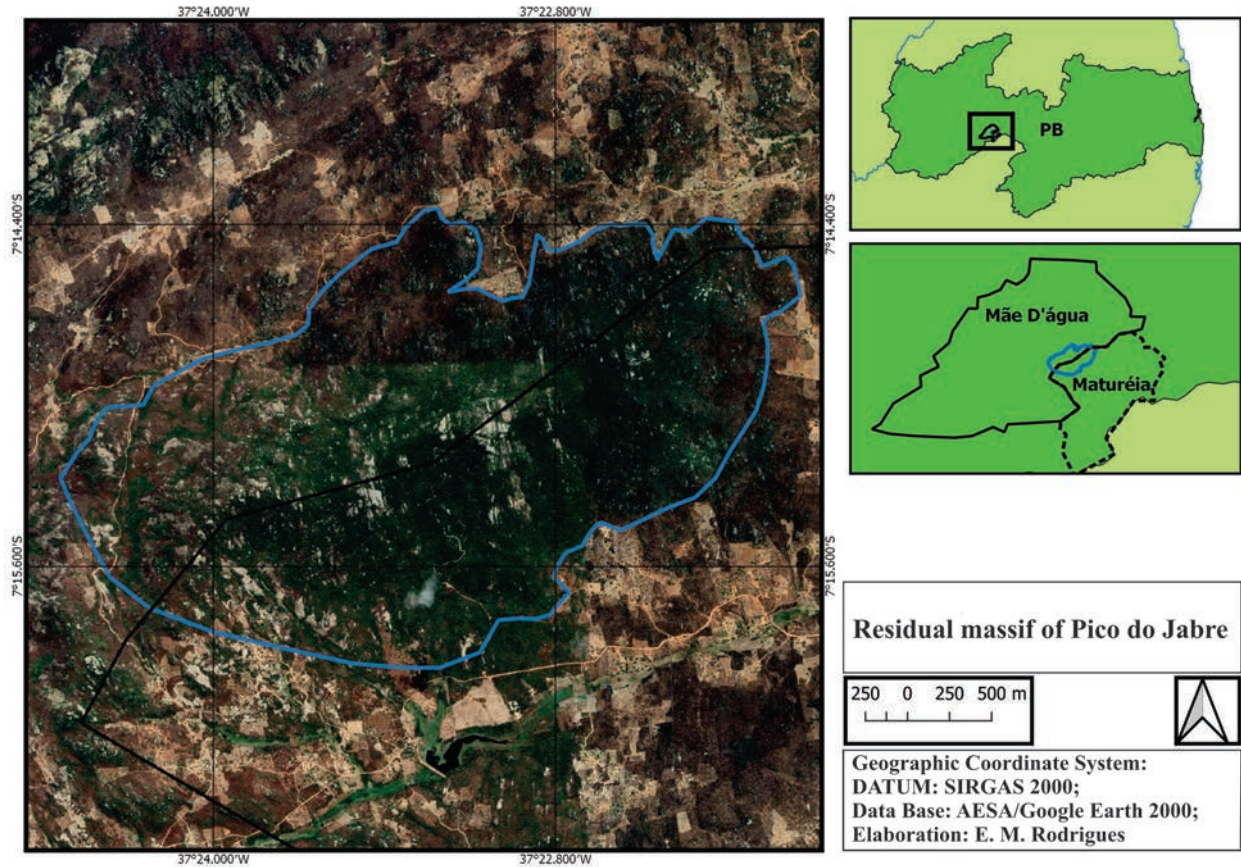 37°24.000'W
37°22.800'W
7°14.400'S
7°14.400'S
7°15.600'S
7°15.600'S
37°24.000'W
37°22.800'W
PB
Mãe D'água
Maturéia
Residual massif of Pico do Jabre
250 0 250 500 m
Geographic Coordinate System:
DATUM: SIRGAS 2000;
Data Base: AESA/Google Earth 2000;
Elaboration: E. M. Rodrigues